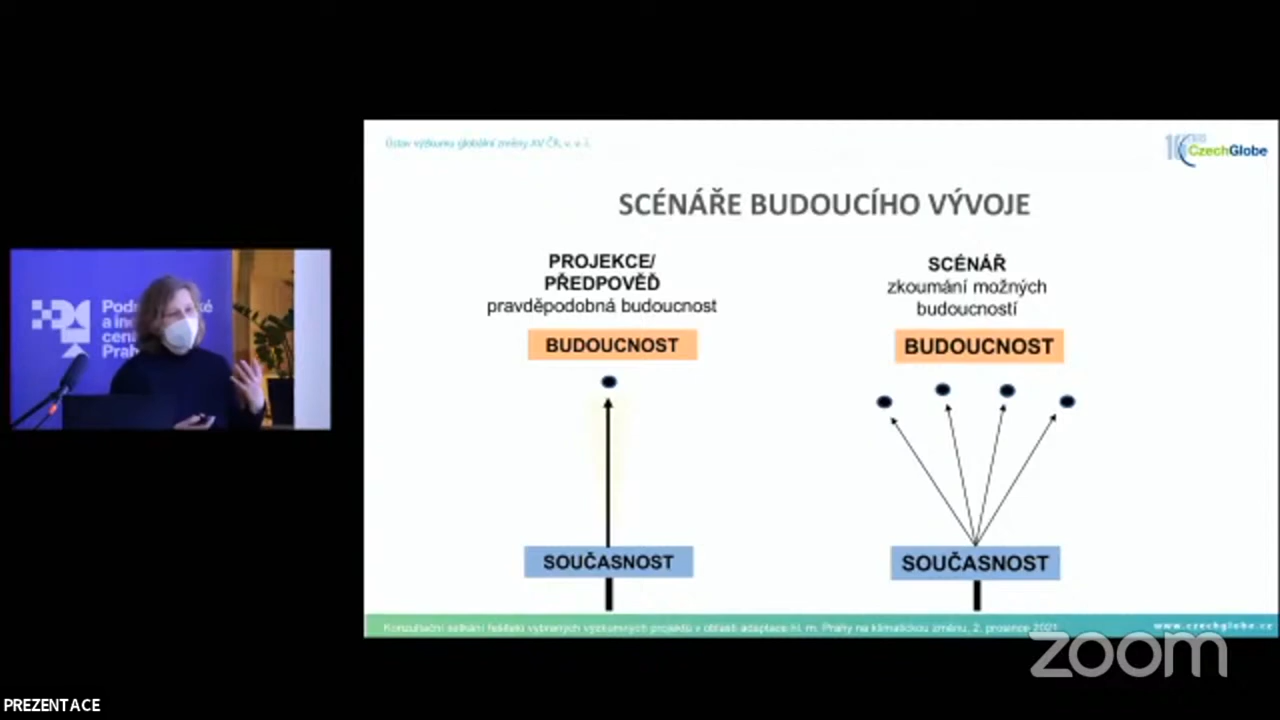 Ústav výzkumu globální změny AV ČR, v. v. i.
CzechGlobe
SCÉNÁŘE BUDOUCÍHO VÝVOJE
PROJEKCE/
PŘEDPOVĚĎ
pravděpodobná budoucnost
BUDOUCNOST
SOUČASNOST
SCÉNÁŘ
zkoumání možných
budoucností
BUDOUCNOST
SOUČASNOST
Konzultační setkání řešitelů vybraných výzkumných projektů v oblasti adaptace hl. m. Prahy na klimatickou změnu, 2. prosince 2021
www.czechglobe.cz
a
Prah
zoom
PREZENTACE